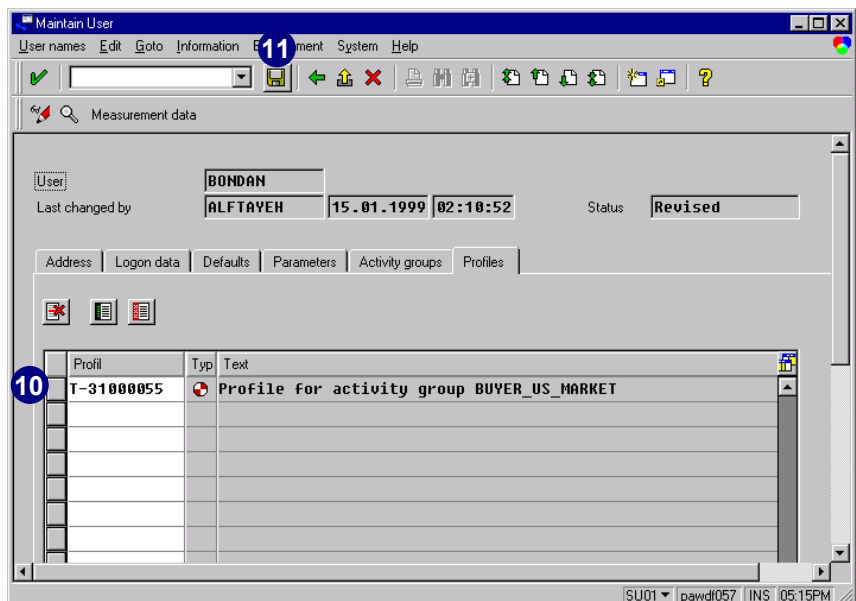 Maintain User
User names Edit Goto Information E ment System Help
11
Measurement data
User BONDAN
Last changed by ALFTAYEH 15.01.1999 02:10:52 Status Revised
Address Logon data Defaults Parameters Activity groups Profiles
Profil Typ Text
10
T-31000055 Profile for activity group BUYER_US_MARKET
SU01 pawdf057 INS 05:15PM